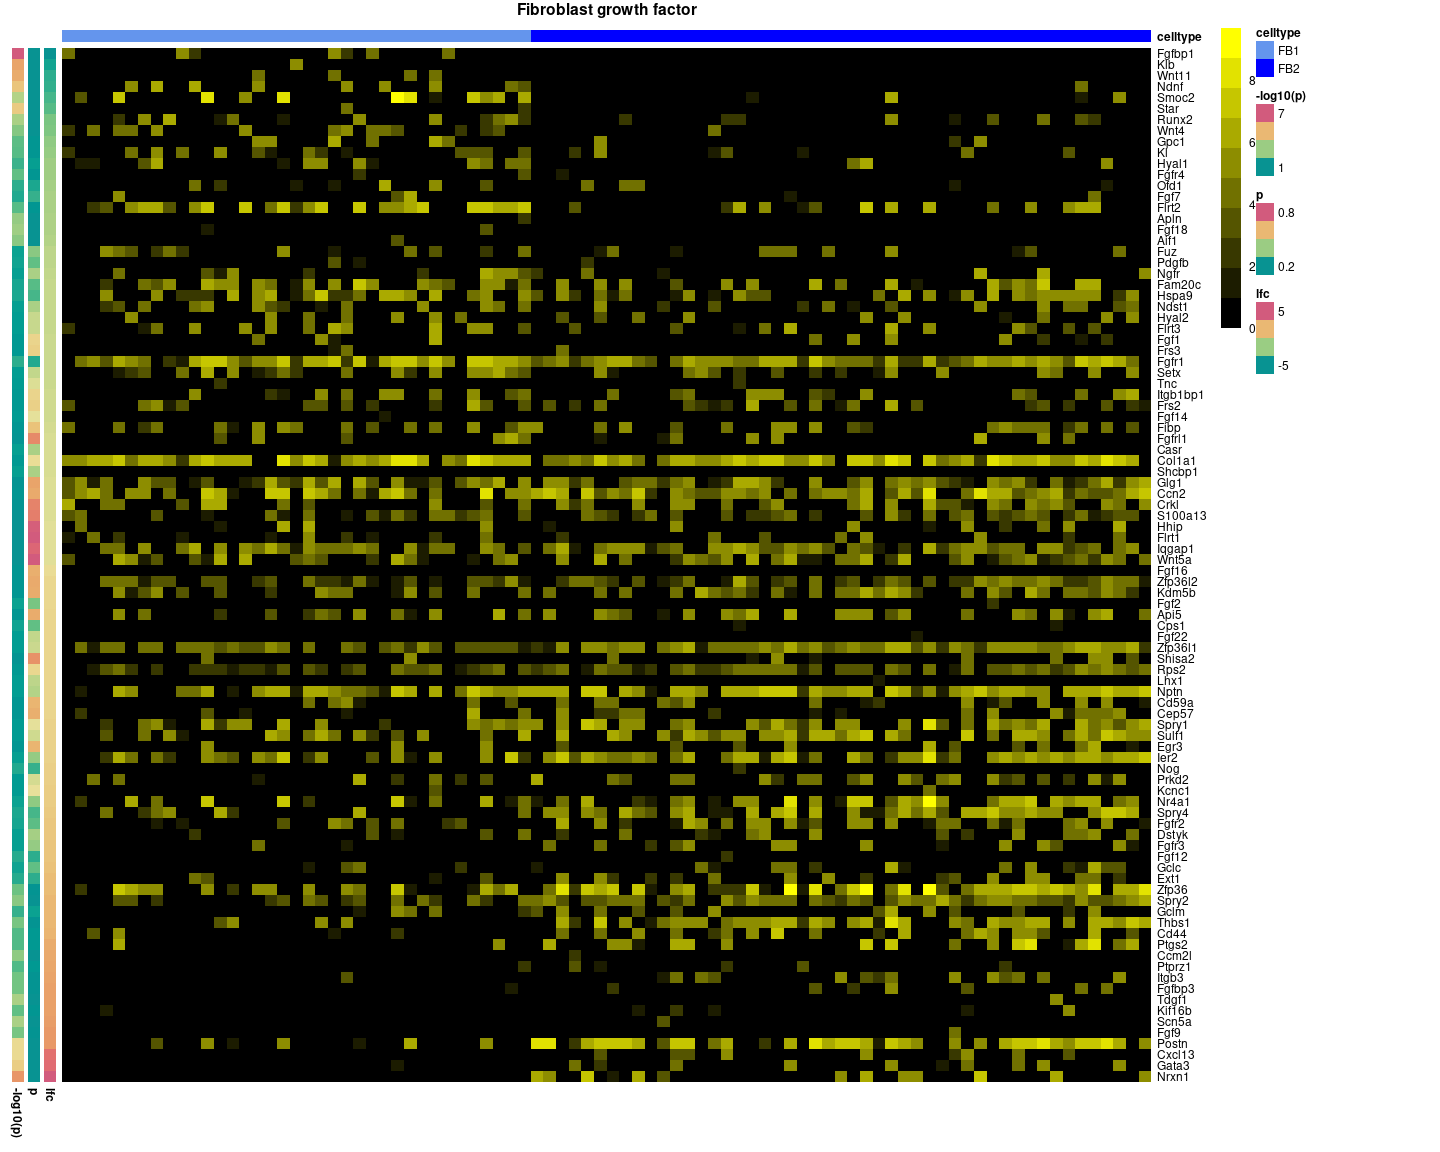 Fibroblast growth factor
celltype
Fgfbp1
Klb
Wnt11
Ndnf
Smoc2
Star
Runx2
Wnt4
Gpc1
Kl
Hyal1
Fgfr4
Ofd1
Fgf7
Flrt2
Apln
Fgf18
Aif1
Fuz
Pdgfb
Ngfr
Fam20c
Hspa9
Ndst1
Hyal2
Flrt3
Fgf1
Frs3
Fgfr1
Setx
Tnc
Itgb1bp1
Frs2
Fgf14
Fibp
Fgfrl1
Casr
Col1a1
Shcbp1
Glg1
Ccn2
Crkl
S100a13
Hhip
Flrt1
Iqgap1
Wnt5a
Fgf16
Zfp36l2
Kdm5b
Fgf2
Api5
Cps1
Fgf22
Zfp36l1
Shisa2
Rps2
Lhx1
Nptn
Cd59a
Cep57
Spry1
Sulf1
Egr3
Ier2
Nog
Prkd2
Kcnc1
Nr4a1
Spry4
Fgfr2
Dstyk
Fgfr3
Fgf12
Gclc
Ext1
Zfp36
Spry2
Gclm
Thbs1
Cd44
Ptgs2
Ccm2l
Ptprz1
Itgb3
Fgfbp3
Tdgf1
Kif16b
Scn5a
Fgf9
Postn
Cxcl13
Gata3
Nrxn1
8
6
4
2
0
celltype
FB1
FB2
-log10(p)
7
1
p
0.8
0.2
lfc
5
-5
-log10(p)
p
lfc